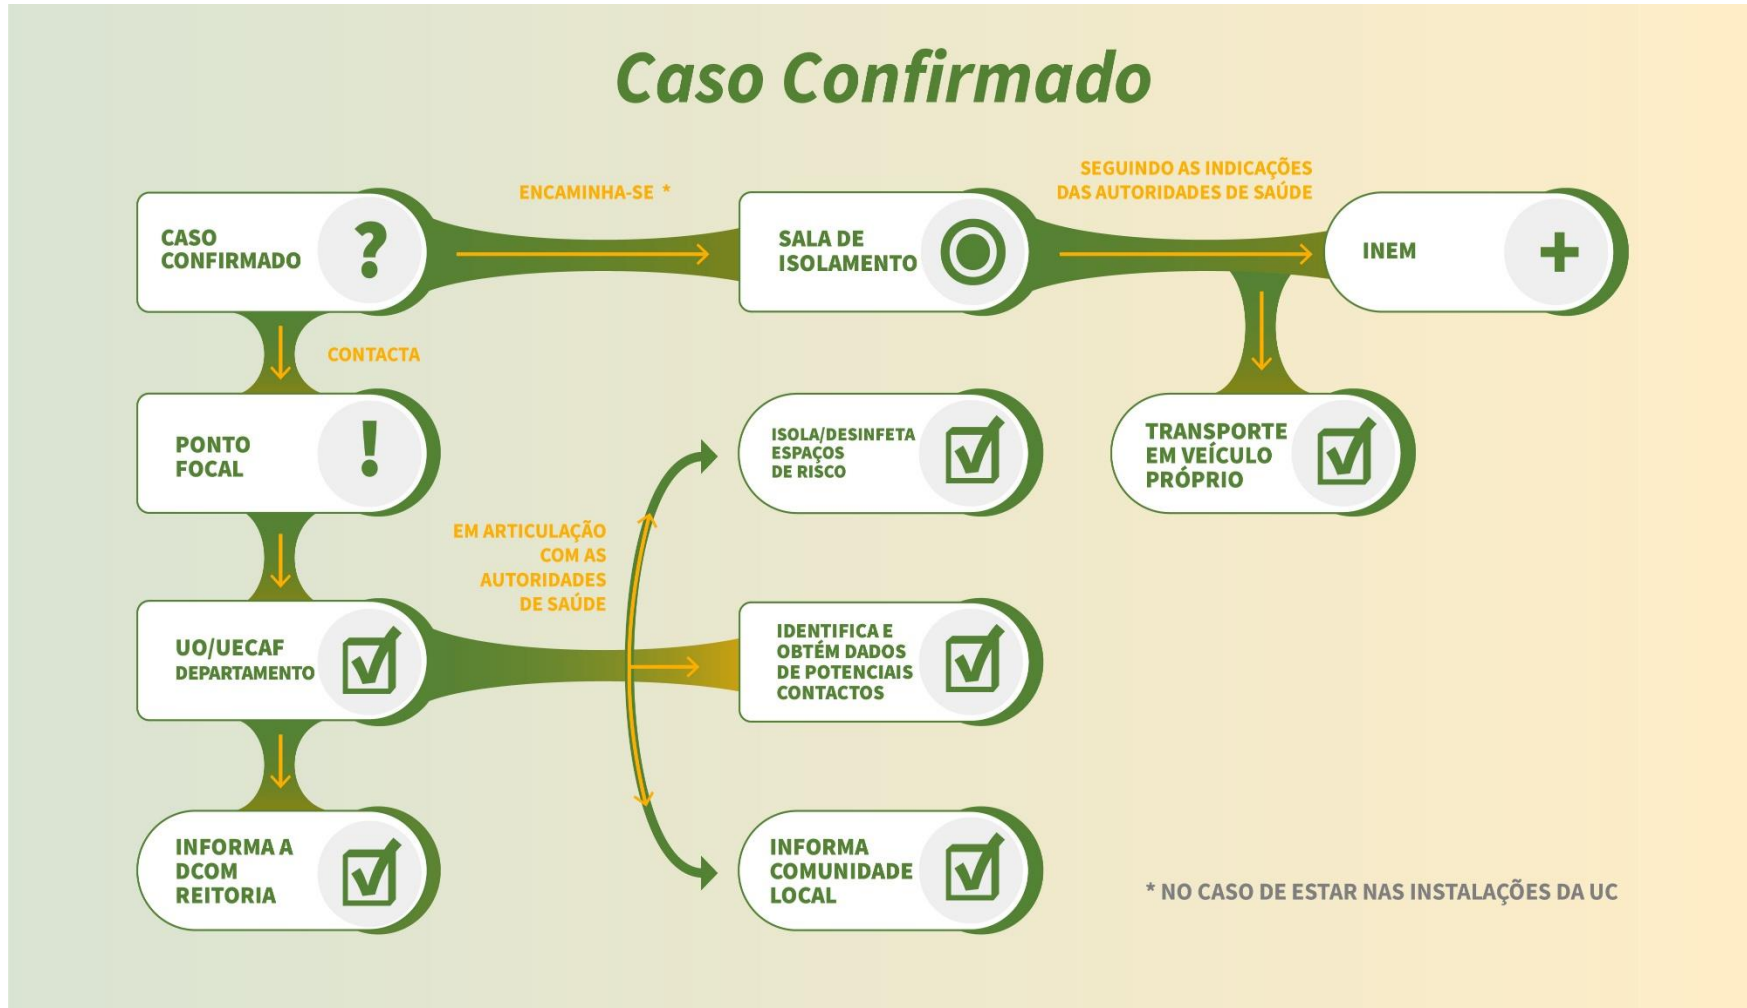 Caso Confirmado
CASO
CONFIRMADO
?
ENCAMINHA-SE *
SALA DE
ISOLAMENTO
SEGUINDO AS INDICAÇÕES
DAS AUTORIDADES DE SAÚDE
INEM
+
CONTACTA
PONTO
FOCAL
!
ISOLA/DESINFETA
ESPAÇOS
DE RISCO
TRANSPORTE
EM VEÍCULO
PRÓPRIO
EM ARTICULAÇÃO
COM AS
AUTORIDADES
DE SAÚDE
UO/UECAF
DEPARTAMENTO
IDENTIFICA E
OBTÉM DADOS
DE POTENCIAIS
CONTACTOS
INFORMA A
DCOM
REITORIA
INFORMA
COMUNIDADE
LOCAL
* NO CASO DE ESTAR NAS INSTALAÇÕES DA UC